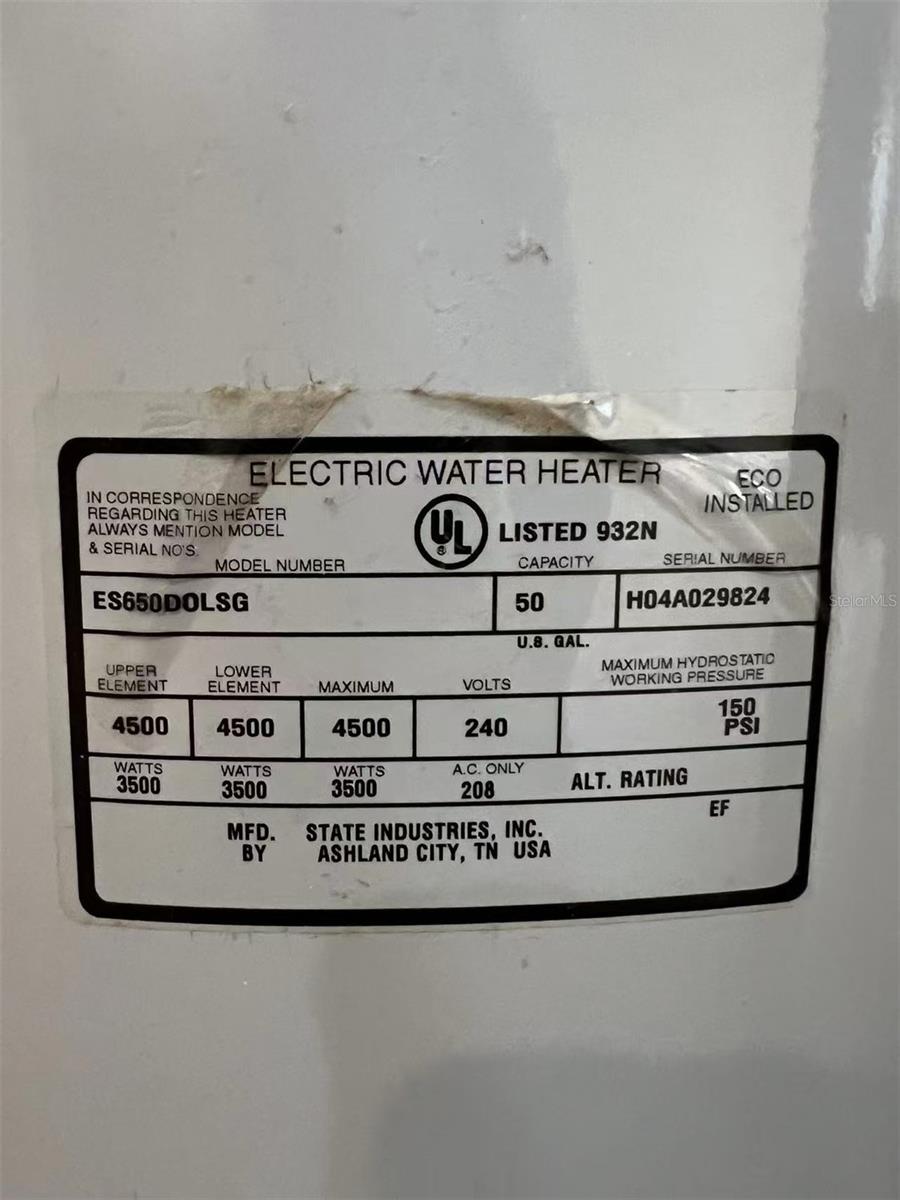 ELECTRIC WATER HEATER
ECO
INSTALLED
IN CORRESPONDENCE
REGARDING THIS HEATER
ALWAYS MENTION MODEL
& SERIAL NO'S.
UL ® LISTED 932N
MODEL NUMBER CAPACITY SERIAL NUMBER
ES650DOLSG 50 H04A029824
U.S. GAL.
UPPER
ELEMENT
LOWER
ELEMENT
MAXIMUM VOLTS
MAXIMUM HYDROSTATIC
WORKING PRESSURE
4500 4500 4500 240 150
PSI
WATTS WATTS WATTS A.C. ONLY
3500 3500 3500 208 ALT. RATING
EF
MFD. STATE INDUSTRIES, INC.
BY ASHLAND CITY, TN USA
StellarMLS